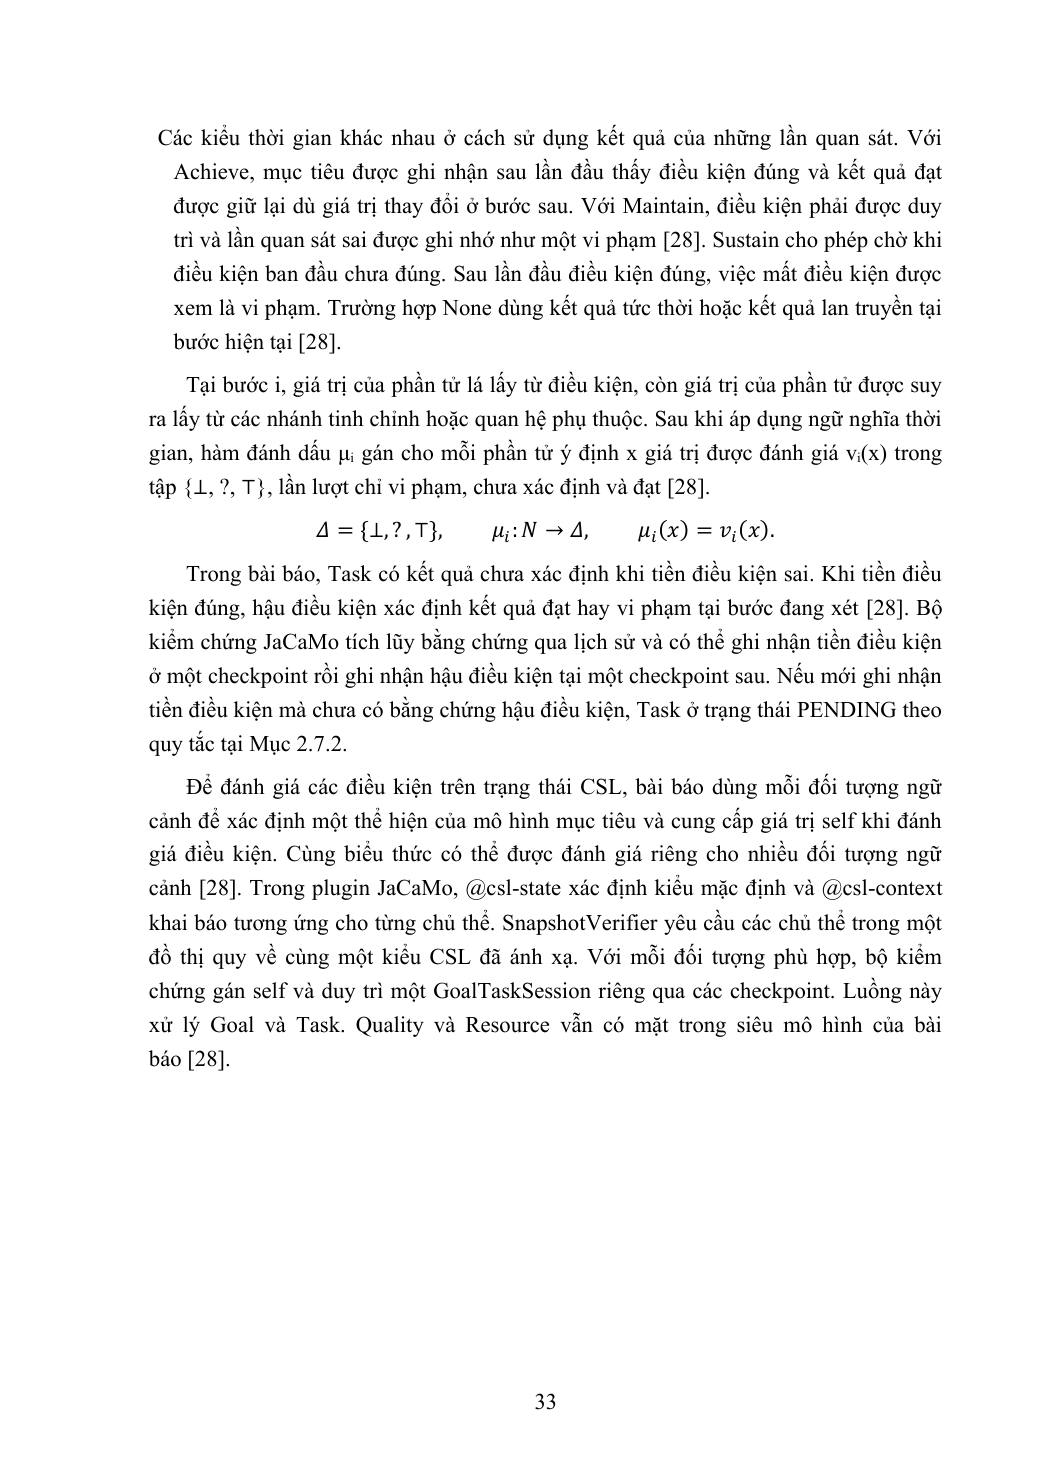 Các kiểu thời gian khác nhau ở cách sử dụng kết quả của những lần quan sát. Với
Achieve, mục tiêu được ghi nhận sau lần đầu thấy điều kiện đúng và kết quả đạt
được giữ lại dù giá trị thay đổi ở bước sau. Với Maintain, điều kiện phải được duy
trì và lần quan sát sai được ghi nhớ như một vi phạm [28]. Sustain cho phép chờ khi
điều kiện ban đầu chưa đúng. Sau lần đầu điều kiện đúng, việc mất điều kiện được
xem là vi phạm. Trường hợp None dùng kết quả tức thời hoặc kết quả lan truyền tại
bước hiện tại [28].
Tại bước i, giá trị của phần tử lá lấy từ điều kiện, còn giá trị của phần tử được suy
ra lấy từ các nhánh tinh chỉnh hoặc quan hệ phụ thuộc. Sau khi áp dụng ngữ nghĩa thời
gian, hàm đánh dấu μᵢ gán cho mỗi phần tử ý định x giá trị được đánh giá vᵢ(x) trong
tập {⊥, ?, ⊤}, lần lượt chỉ vi phạm, chưa xác định và đạt [28].
𝛥 = {⊥, ? , ⊤},  𝜇ᵢ: 𝑁 → 𝛥,  𝜇ᵢ(𝑥) = 𝑣ᵢ(𝑥).
Trong bài báo, Task có kết quả chưa xác định khi tiền điều kiện sai. Khi tiền điều
kiện đúng, hậu điều kiện xác định kết quả đạt hay vi phạm tại bước đang xét [28]. Bộ
kiểm chứng JaCaMo tích lũy bằng chứng qua lịch sử và có thể ghi nhận tiền điều kiện
ở một checkpoint rồi ghi nhận hậu điều kiện tại một checkpoint sau. Nếu mới ghi nhận
tiền điều kiện mà chưa có bằng chứng hậu điều kiện, Task ở trạng thái PENDING theo
quy tắc tại Mục 2.7.2.
Để đánh giá các điều kiện trên trạng thái CSL, bài báo dùng mỗi đối tượng ngữ
cảnh để xác định một thể hiện của mô hình mục tiêu và cung cấp giá trị self khi đánh
giá điều kiện. Cùng biểu thức có thể được đánh giá riêng cho nhiều đối tượng ngữ
cảnh [28]. Trong plugin JaCaMo, @csl-state xác định kiểu mặc định và @csl-context
khai báo tương ứng cho từng chủ thể. SnapshotVerifier yêu cầu các chủ thể trong một
đồ thị quy về cùng một kiểu CSL đã ánh xạ. Với mỗi đối tượng phù hợp, bộ kiểm
chứng gán self và duy trì một GoalTaskSession riêng qua các checkpoint. Luồng này
xử lý Goal và Task. Quality và Resource vẫn có mặt trong siêu mô hình của bài
báo [28].
33